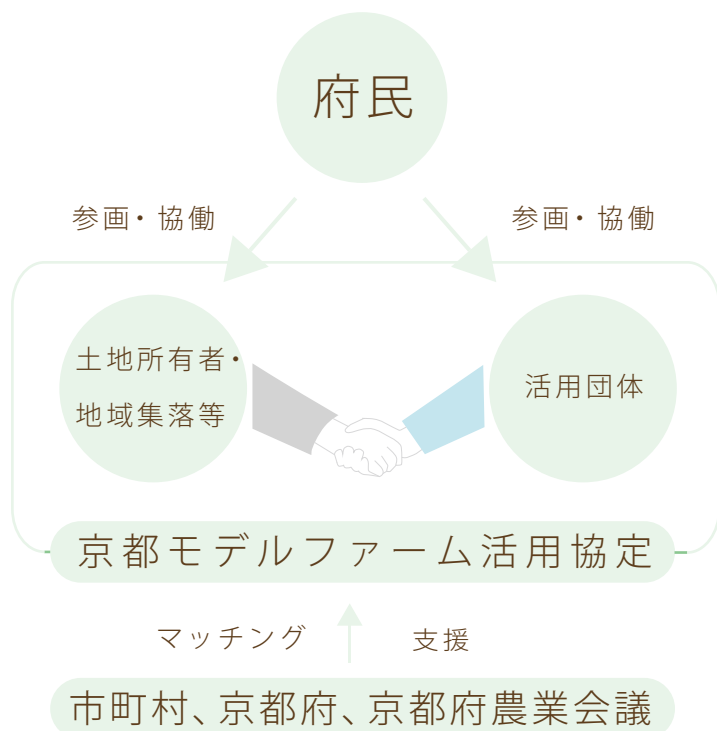 府民
参画・協働
参画・協働
土地所有者・
地域集落等
活用団体
京都モデルファーム活用協定
マッチング
支援
市町村、京都府、京都府農業会議